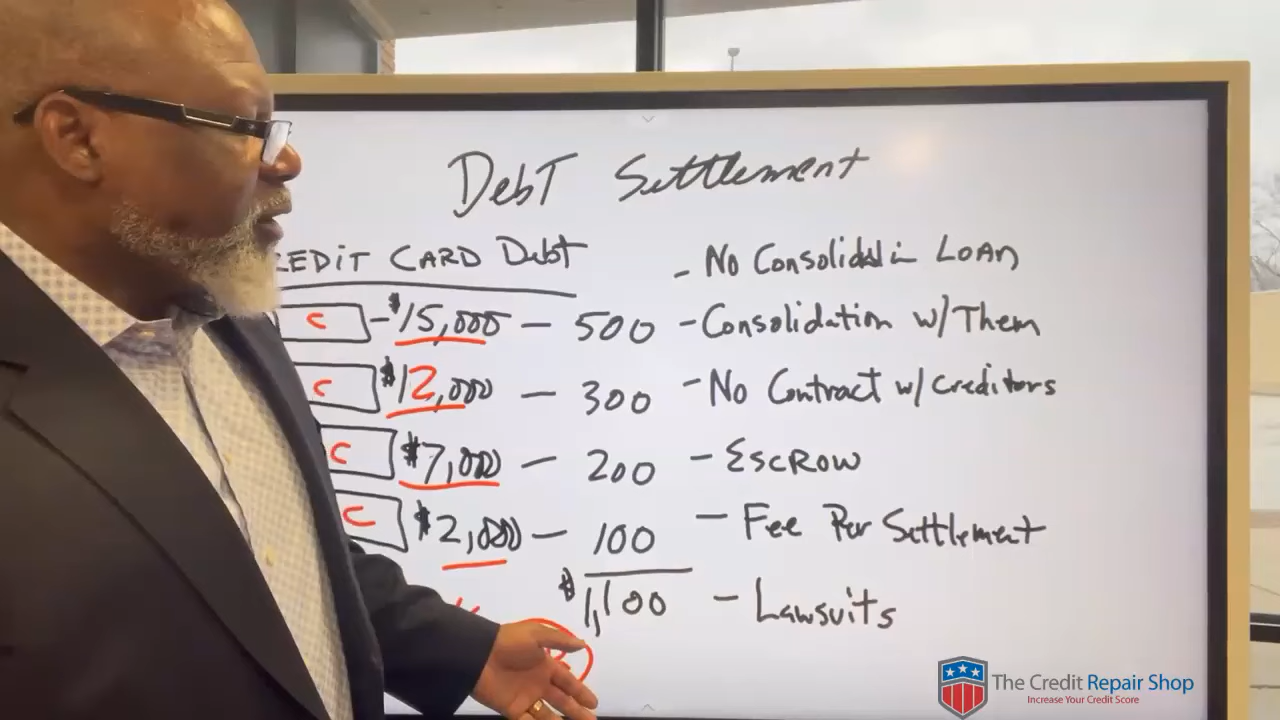 DebT Settlement
REDiT CARD Debt
C -$15,000 - 500
C $12,000 - 300
C $7,000 - 200
C $2,000 - 100
$1,100
- No Consolidation LOAN
- Consolidation w/Them
- No Contract w/creditors
- EscRow
- Fee Per Settlement
- Lawsuits
The Credit Repair Shop
Increase Your Credit Score